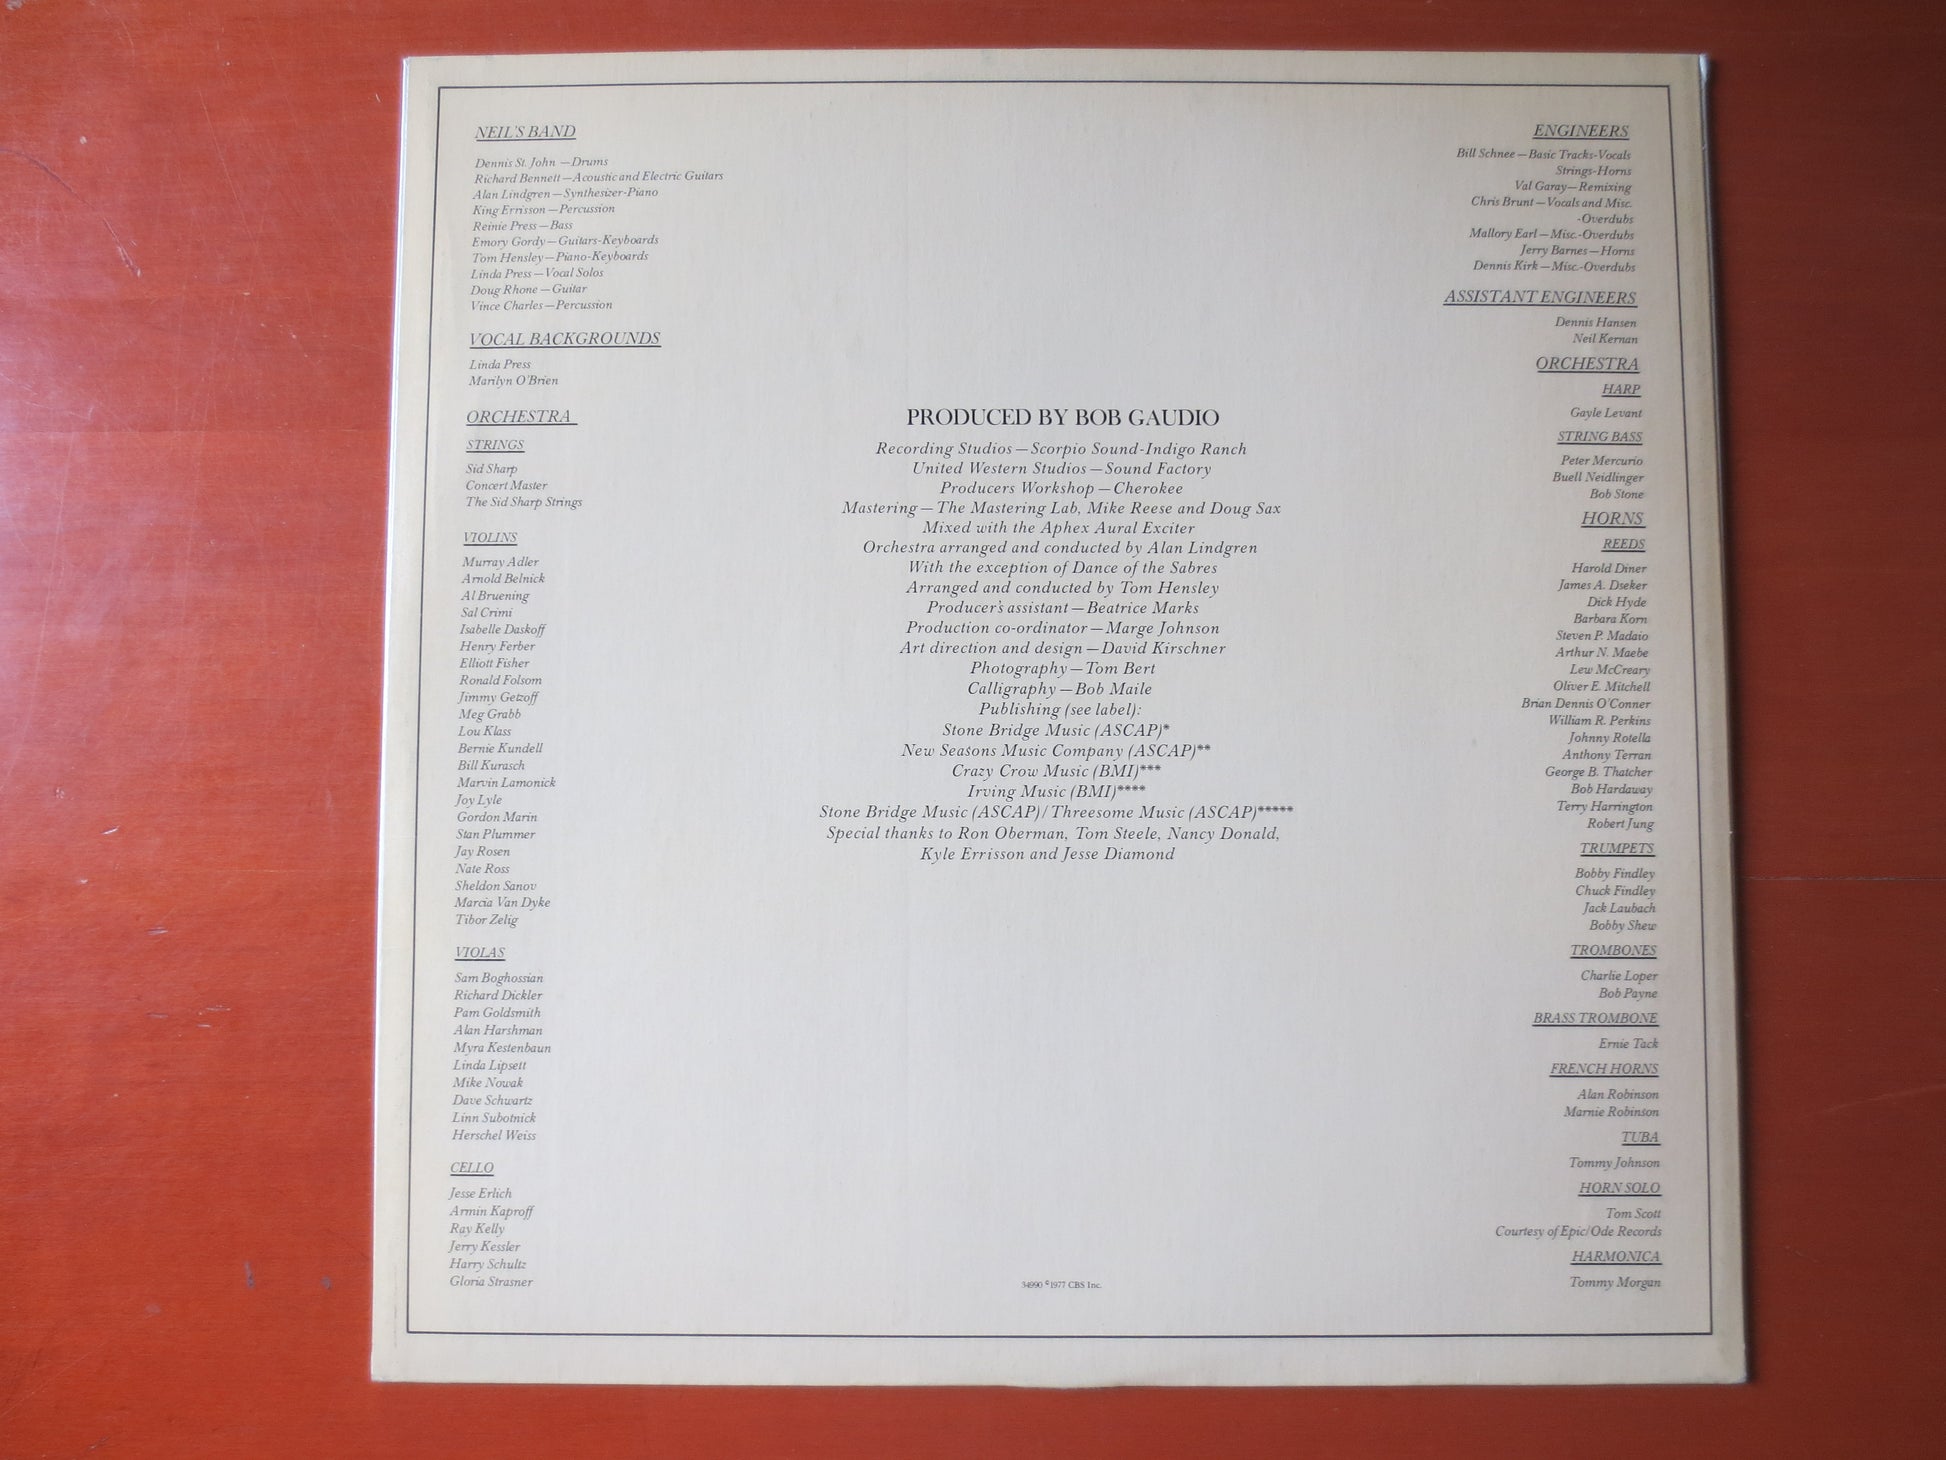 NEIL'S BAND
Dennis St. John —Drums
Richard Bennett —Acoustic and Electric Guitars
Alan Lindgren —Synthesizer-Piano
King Errisson —Percussion
Reinie Press —Bass
Emory Gordy — Guitars-Keyboards
Tom Hensley —Piano-Keyboards
Linda Press — Vocal Solos
Doug Rhone — Guitar
Vince Charles —Percussion
VOCAL BACKGROUNDS
Linda Press
Marilyn O'Brien
ORCHESTRA
STRINGS
Sid Sharp
Concert Master
The Sid Sharp Strings
VIOLINS
Murray Adler
Arnold Belnick
Al Bruening
Sal Crimi
Isabelle Daskoff
Henry Ferber
Elliott Fisher
Ronald Folsom
Jimmy Getzoff
Meg Grabb
Lou Klass
Bernie Kundell
Bill Kurasch
Marvin Lamonick
Joy Lyle
Gordon Marin
Stan Plummer
Jay Rosen
Nate Ross
Sheldon Sanov
Marcia Van Dyke
Tibor Zelig
VIOLAS
Sam Boghossian
Richard Dickler
Pam Goldsmith
Alan Harshman
Myra Kestenbaun
Linda Lipsett
Mike Nowak
Dave Schwartz
Linn Subotnick
Herschel Weiss
CELLO
Jesse Erlich
Armin Kaproff
Ray Kelly
Jerry Kessler
Harry Schultz
Gloria Strasner
PRODUCED BY BOB GAUDIO
Recording Studios — Scorpio Sound-Indigo Ranch
United Western Studios — Sound Factory
Producers Workshop — Cherokee
Mastering — The Mastering Lab, Mike Reese and Doug Sax
Mixed with the Aphex Aural Exciter
Orchestra arranged and conducted by Alan Lindgren
With the exception of Dance of the Sabres
Arranged and conducted by Tom Hensley
Producer's assistant — Beatrice Marks
Production co-ordinator — Marge Johnson
Art direction and design — David Kirschner
Photography — Tom Bert
Calligraphy — Bob Maile
Publishing (see label):
Stone Bridge Music (ASCAP)*
New Seasons Music Company (ASCAP)**
Crazy Crow Music (BMI)***
Irving Music (BMI)****
Stone Bridge Music (ASCAP)/Threesome Music (ASCAP)*****
Special thanks to Ron Oberman, Tom Steele, Nancy Donald,
Kyle Errisson and Jesse Diamond
34990 ©1977 CBS Inc.
ENGINEERS
Bill Schnee — Basic Tracks-Vocals
Strings-Horns
Val Garay— Remixing
Chris Brunt — Vocals and Misc.
-Overdubs
Mallory Earl — Misc.-Overdubs
Jerry Barnes — Horns
Dennis Kirk — Misc.-Overdubs
ASSISTANT ENGINEERS
Dennis Hansen
Neil Kernan
ORCHESTRA
HARP
Gayle Levant
STRING BASS
Peter Mercurio
Buell Neidlinger
Bob Stone
HORNS
REEDS
Harold Diner
James A. Dseker
Dick Hyde
Barbara Korn
Steven P. Madaio
Arthur N. Maebe
Lew McCreary
Oliver E. Mitchell
Brian Dennis O'Conner
William R. Perkins
Johnny Rotella
Anthony Terran
George B. Thatcher
Bob Hardaway
Terry Harrington
Robert Jung
TRUMPETS
Bobby Findley
Chuck Findley
Jack Laubach
Bobby Shew
TROMBONES
Charlie Loper
Bob Payne
BRASS TROMBONE
Ernie Tack
FRENCH HORNS
Alan Robinson
Marnie Robinson
TUBA
Tommy Johnson
HORN SOLO
Tom Scott
Courtesy of Epic/Ode Records
HARMONICA
Tommy Morgan